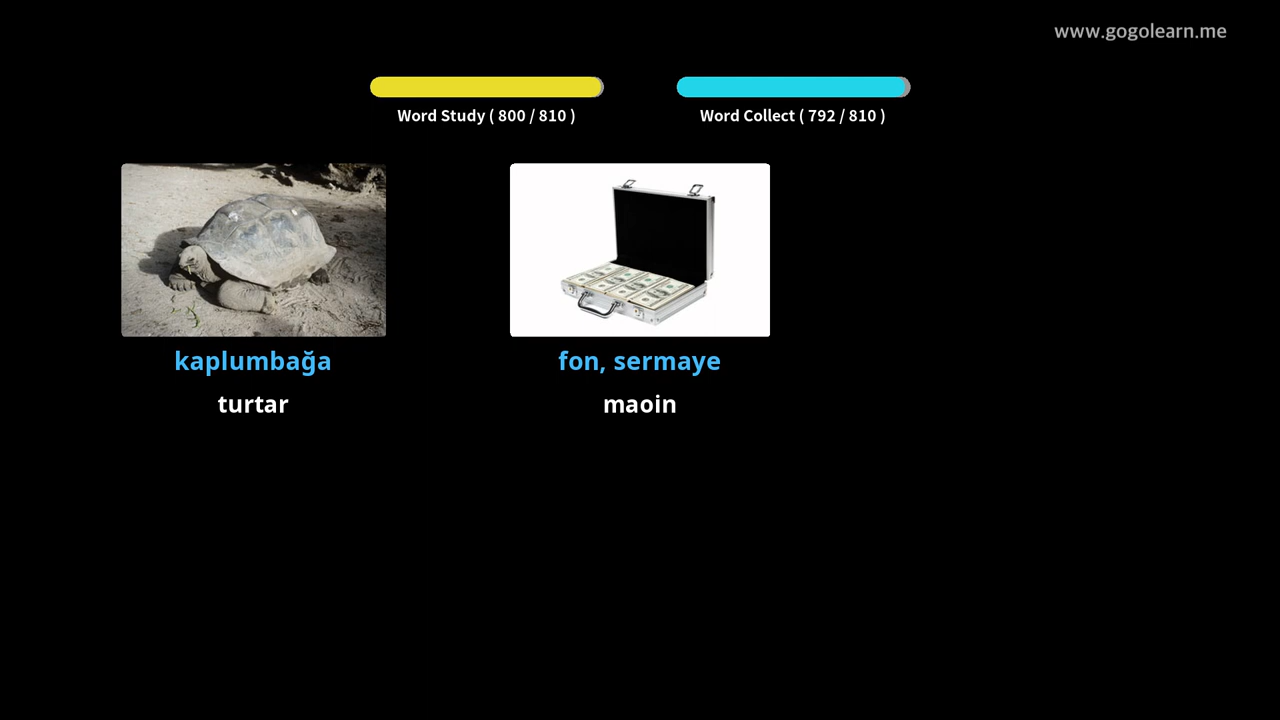 www.gogolearn.me
Word Study ( 800 / 810 )
Word Collect ( 792 / 810 )
kaplumbağa
turtar
fon, sermaye
maoin